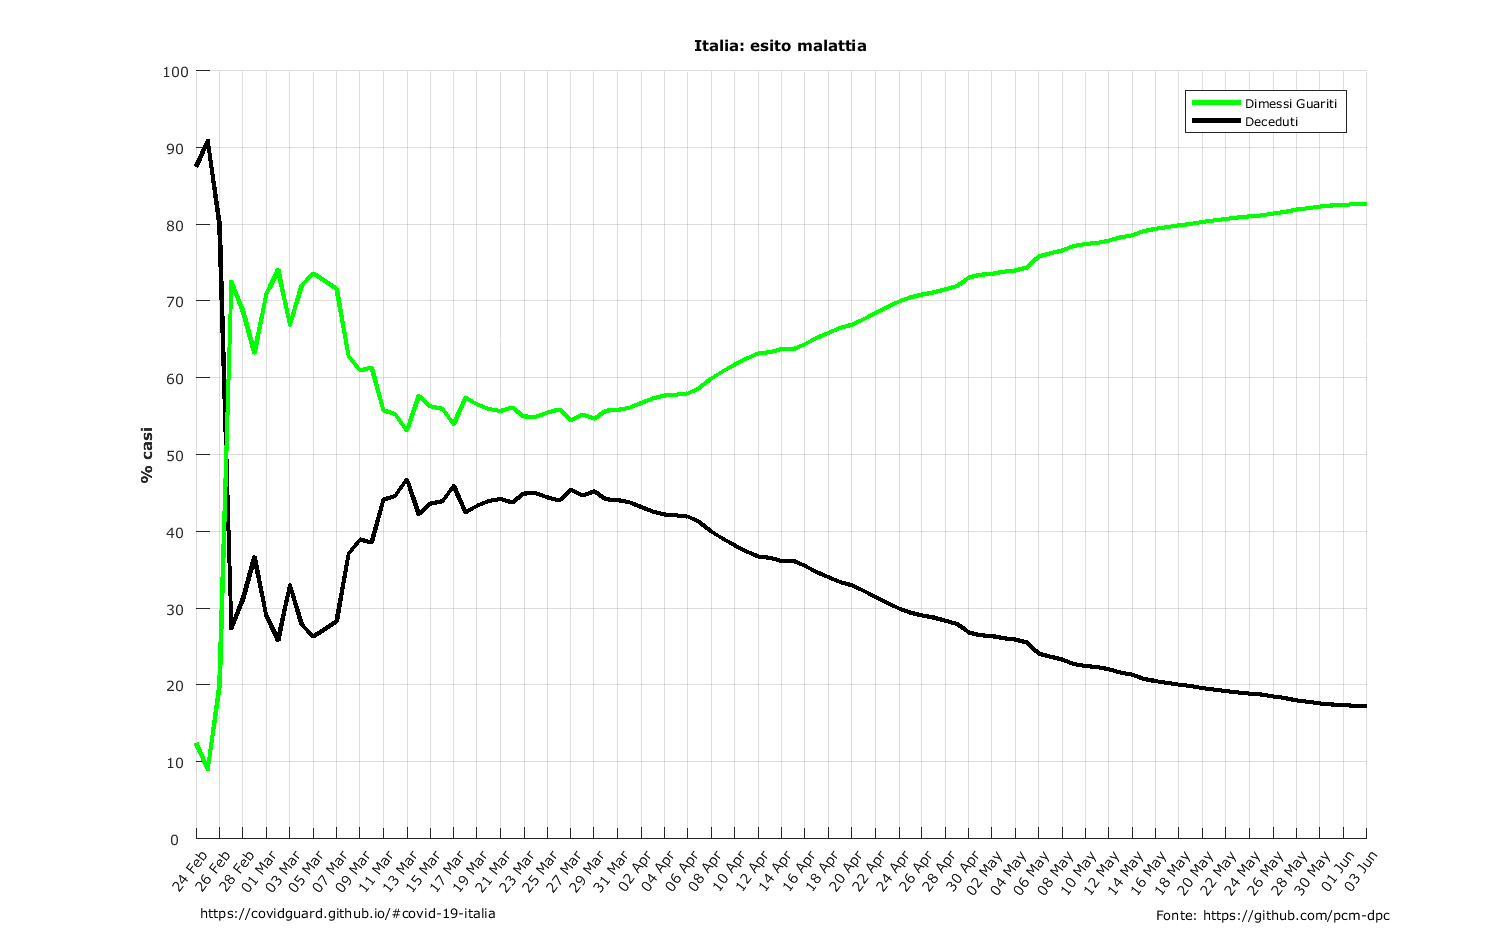 Italia: esito malattia
Dimessi Guariti
Deceduti
% casi
100
90
80
70
60
50
40
30
20
10
0
24 Feb
26 Feb
28 Feb
01 Mar
03 Mar
05 Mar
07 Mar
09 Mar
11 Mar
13 Mar
15 Mar
17 Mar
19 Mar
21 Mar
23 Mar
25 Mar
27 Mar
29 Mar
31 Mar
02 Apr
04 Apr
06 Apr
08 Apr
10 Apr
12 Apr
14 Apr
16 Apr
18 Apr
20 Apr
22 Apr
24 Apr
26 Apr
28 Apr
30 Apr
02 May
04 May
06 May
08 May
10 May
12 May
14 May
16 May
18 May
20 May
22 May
24 May
26 May
28 May
30 May
01 Jun
03 Jun
https://covidguard.github.io/#covid-19-italia
Fonte: https://github.com/pcm-dpc